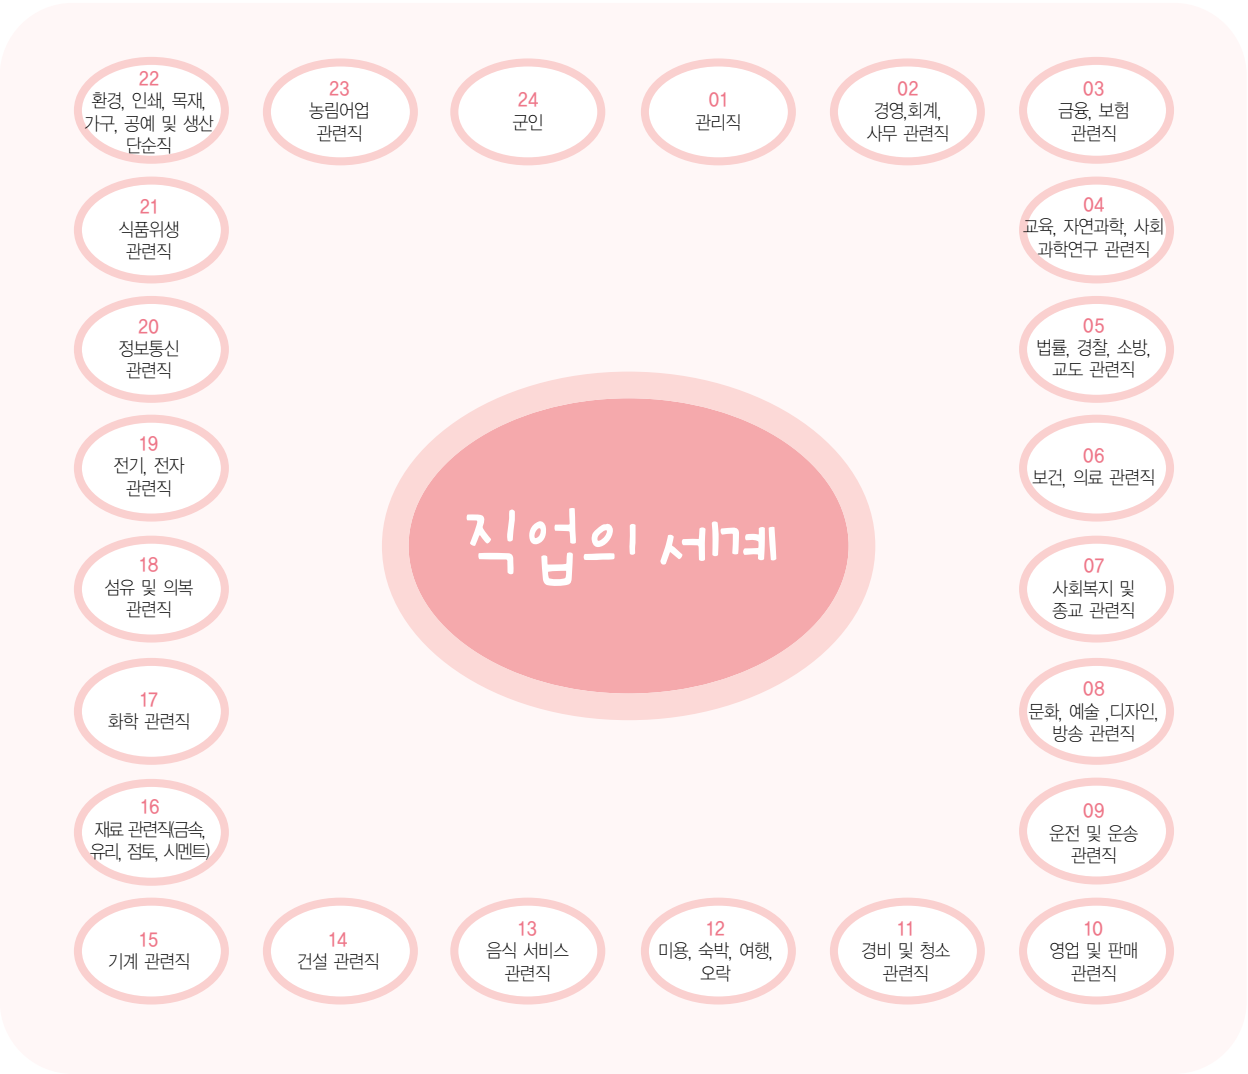 22
환경, 인쇄, 목재,
가구, 공예 및 생산
단순직
23
농림어업
관련직
24
군인
01
관리직
02
경영,회계,
사무 관련직
03
금융, 보험
관련직
21
식품위생
관련직
04
교육, 자연과학, 사회
과학연구 관련직
20
정보통신
관련직
05
법률, 경찰, 소방,
교도 관련직
19
전기, 전자
관련직
06
보건, 의료 관련직
직업의 세계
18
섬유 및 의복
관련직
07
사회복지 및
종교 관련직
17
화학 관련직
08
문화, 예술 ,디자인,
방송 관련직
16
재료 관련직(금속,
유리, 점토, 시멘트)
09
운전 및 운송
관련직
15
기계 관련직
14
건설 관련직
13
음식 서비스
관련직
12
미용, 숙박, 여행,
오락
11
경비 및 청소
관련직
10
영업 및 판매
관련직